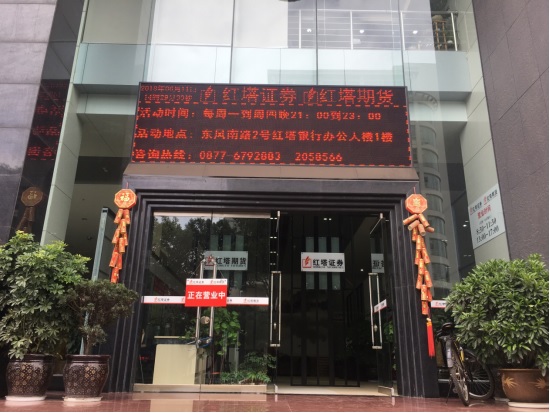 红塔证券 红塔期货
活动时间：每周一到周四晚21：00到23：00
活动地点：东风南路2号红塔银行办公大楼1楼
咨询热线：0877-6792883 2058566
红塔期货
红塔证券
正在营业中